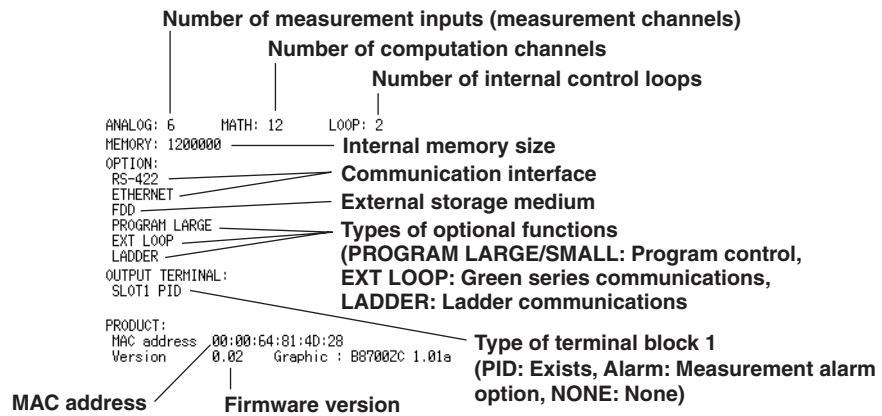 Number of measurement inputs (measurement channels)
Number of computation channels
Number of internal control loops
ANALOG: 6 MATH: 12 LOOP: 2
MEMORY: 1200000
Internal memory size
OPTION:
RS-422
Communication interface
ETHERNET
FDD
External storage medium
PROGRAM LARGE
Types of optional functions
EXT LOOP
(PROGRAM LARGE/SMALL: Program control,
LADDER
EXT LOOP: Green series communications,
OUTPUT TERMINAL:
LADDER: Ladder communications
SLOT1 PID
PRODUCT:
MAC address 00:00:64:81:4D:28
Type of terminal block 1
Version 0.02 Graphic : B8700ZC 1.01a
(PID: Exists, Alarm: Measurement alarm
option, NONE: None)
MAC address
Firmware version